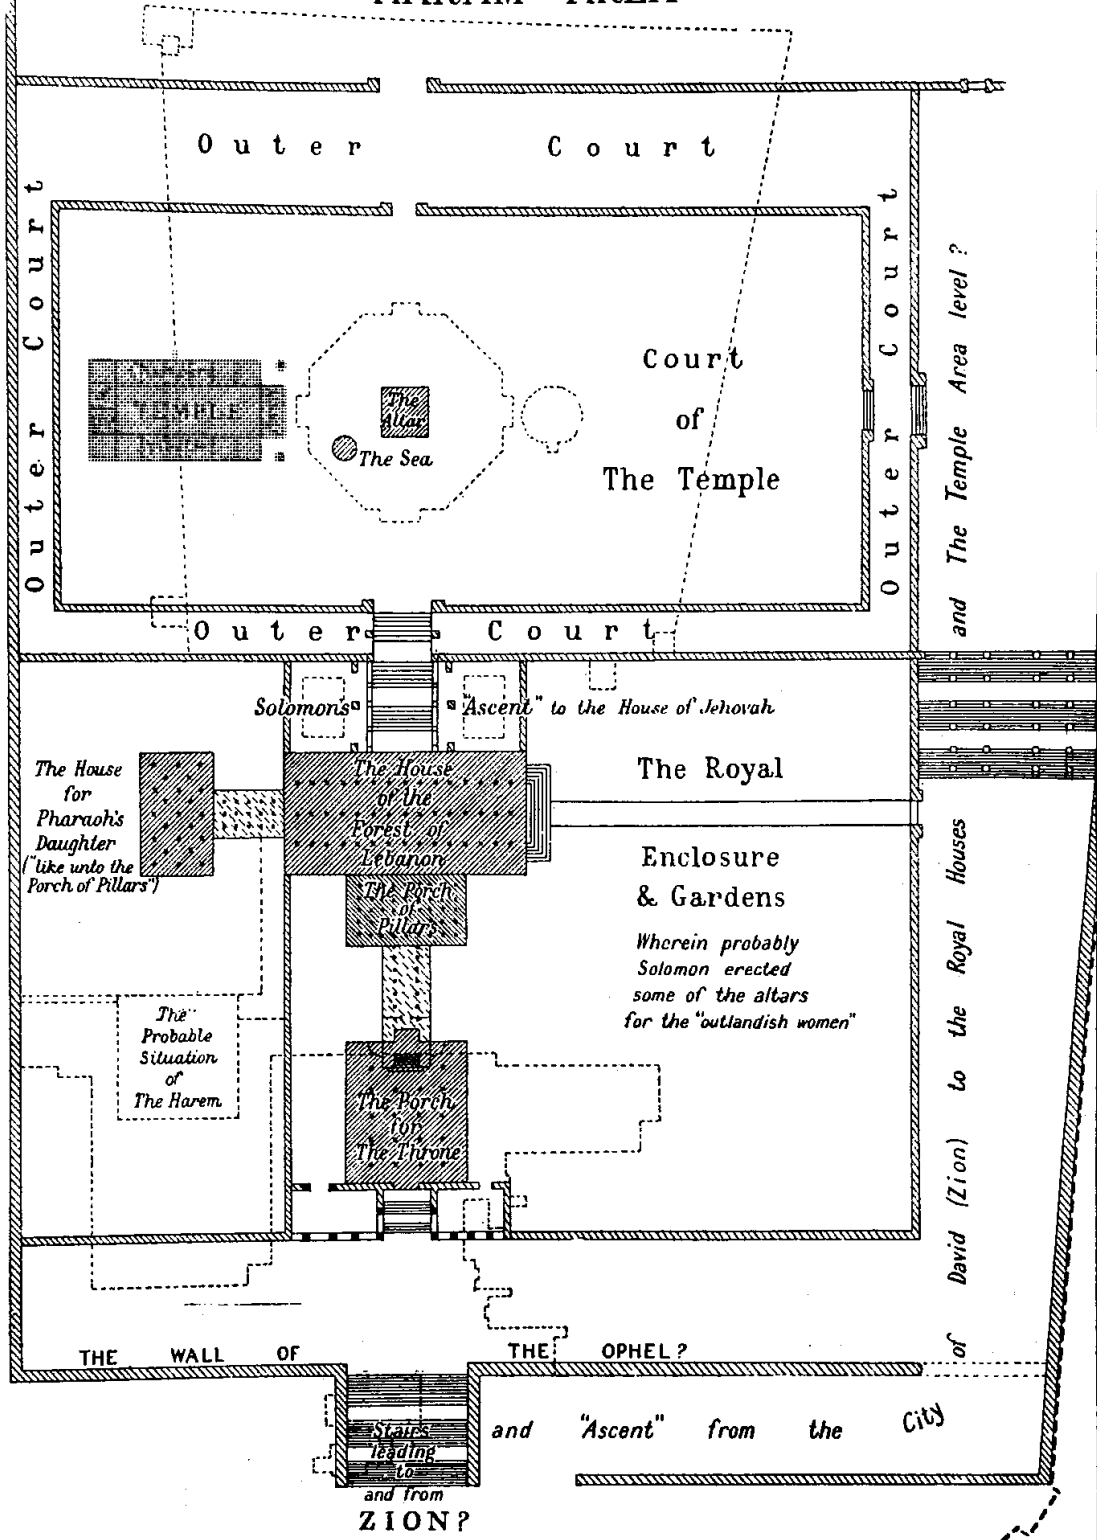 HARAM AREA
Outer Court
Outer Court
Outer Court
Court
of
The Temple
TEMPLE
The
Altar
The Sea
Outer Court
Solomon's "Ascent" to the House of Jehovah
The House
for
Pharaoh's
Daughter
("like unto the
Porch of Pillars")
The House
of the
Forest of
Lebanon
The Porch
of
Pillars
The Royal
Enclosure
& Gardens
Wherein probably
Solomon erected
some of the altars
for the "outlandish women"
The
Probable
Situation
of
The Harem
The Porch
for
The Throne
THE WALL OF THE OPHEL?
Stairs
leading
to
and from
ZION?
and "Ascent" from the City
of David (Zion) to the Royal Houses and The Temple Area level?